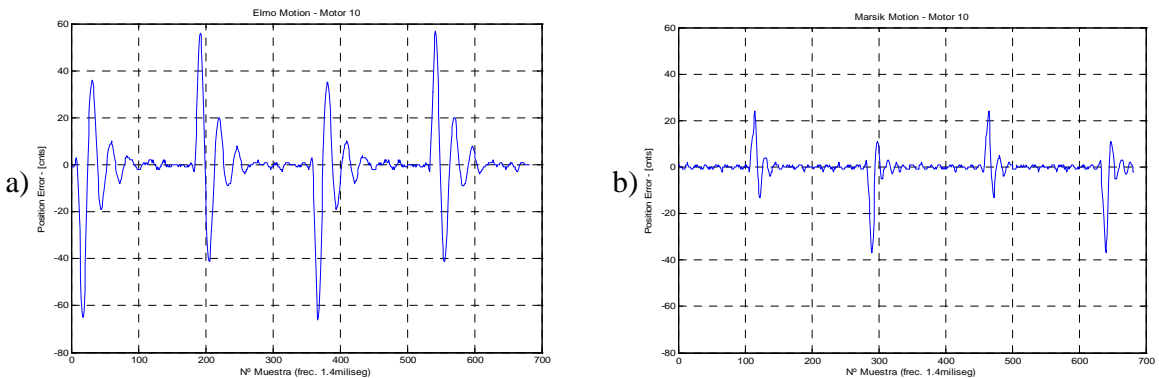 a)
Elmo Motion - Motor 10
Position Error - [cnts]
60
40
20
0
-20
-40
-60
-80
0 100 200 300 400 500 600 700
Nº Muestra (frec. 1.4miliseg)
b)
Marsik Motion - Motor 10
Position Error - [cnts]
60
40
20
0
-20
-40
-60
-80
0 100 200 300 400 500 600 700
Nº Muestra (frec. 1.4miliseg)